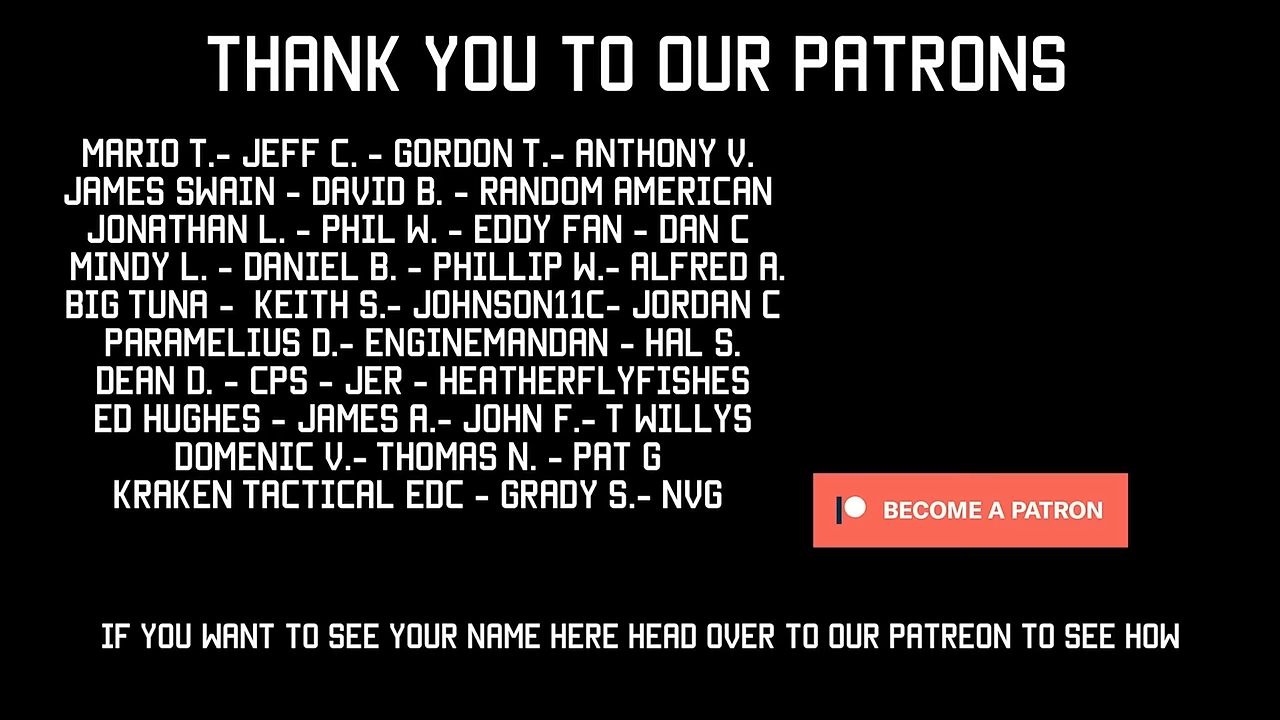 THANK YOU TO OUR PATRONS
MARIO T.- JEFF C. - GORDON T.- ANTHONY V.
JAMES SWAIN - DAVID B. - RANDOM AMERICAN
JONATHAN L. - PHIL W. - EDDY FAN - DAN C
MINDY L. - DANIEL B. - PHILLIP W.- ALFRED A.
BIG TUNA - KEITH S.- JOHNSON11C- JORDAN C
PARAMELIUS D.- ENGINEMANDAN - HAL S.
DEAN D. - CPS - JER - HEATHERFLYFISHES
ED HUGHES - JAMES A.- JOHN F.- T WILLYS
DOMENIC V.- THOMAS N. - PAT G
KRAKEN TACTICAL EDC - GRADY S.- NVG
BECOME A PATRON
IF YOU WANT TO SEE YOUR NAME HERE HEAD OVER TO OUR PATREON TO SEE HOW